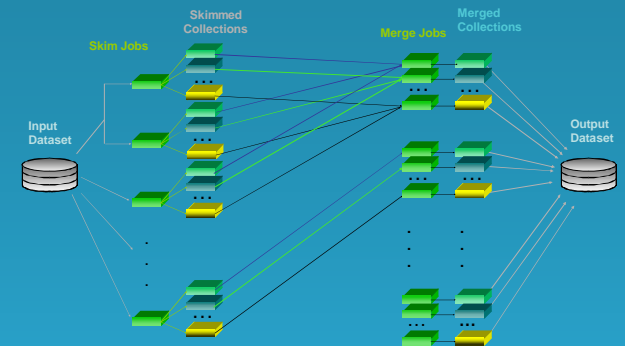 Skimmed
Collections
Merged
Collections
Skim Jobs
Merge Jobs
Input
Dataset
Output
Dataset